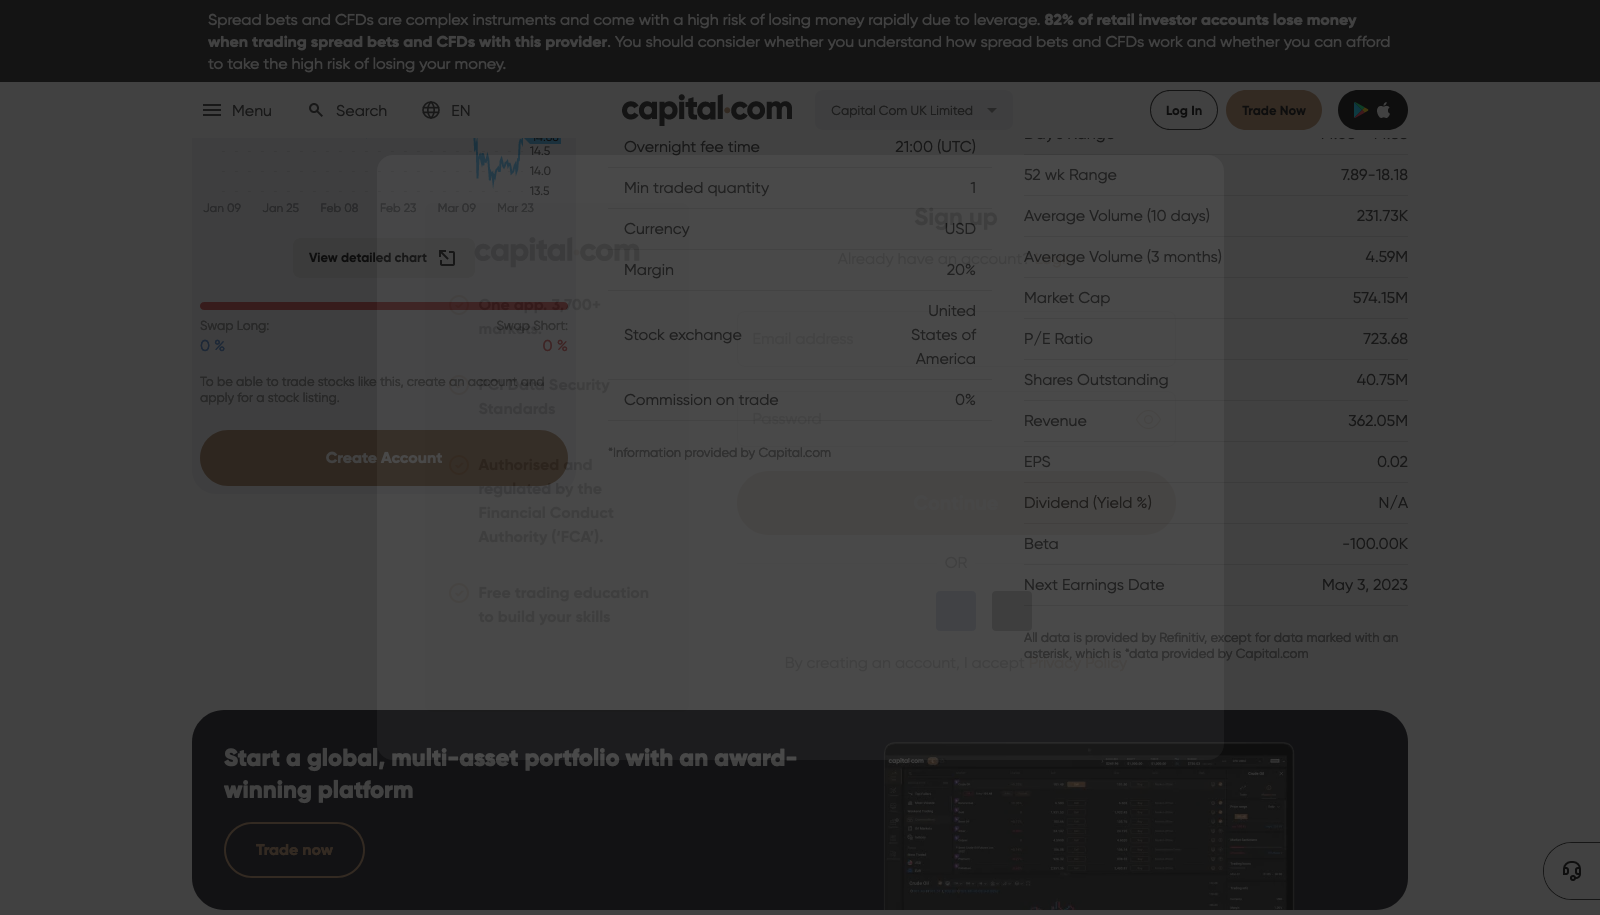 Spread bets and CFDs are complex instruments and come with a high risk of losing money rapidly due to leverage. 82% of retail investor accounts lose money
when trading spread bets and CFDs with this provider. You should consider whether you understand how spread bets and CFDs work and whether you can afford
to take the high risk of losing your money.
Menu
Search
EN
capital.com
Capital Com UK Limited
Log In
Trade Now
14.5
14.0
13.5
Jan 09 Jan 25 Feb 08 Feb 23 Mar 09 Mar 23
View detailed chart
Swap Long:
Swap Short:
0 %
0 %
To be able to trade stocks like this, create an account and
apply for a stock listing.
Create Account
Overnight fee time 21:00 (UTC)
Min traded quantity 1
Currency USD
Margin 20%
Stock exchange United
States of
America
Commission on trade 0%
*Information provided by Capital.com
52 wk Range 7.89-18.18
Average Volume (10 days) 231.73K
Average Volume (3 months) 4.59M
Market Cap 574.15M
P/E Ratio 723.68
Shares Outstanding 40.75M
Revenue 362.05M
EPS 0.02
Dividend (Yield %) N/A
Beta -100.00K
Next Earnings Date May 3, 2023
All data is provided by Refinitiv, except for data marked with an
asterisk, which is *data provided by Capital.com
capital.com
One app. 3,700+
markets.
PCI Data Security
Standards
Authorised and
regulated by the
Financial Conduct
Authority ('FCA').
Free trading education
to build your skills
Sign up
Already have an account?
Email address
Password
OR
By creating an account, I accept Privacy Policy
Start a global, multi-asset portfolio with an award-
winning platform
Trade now